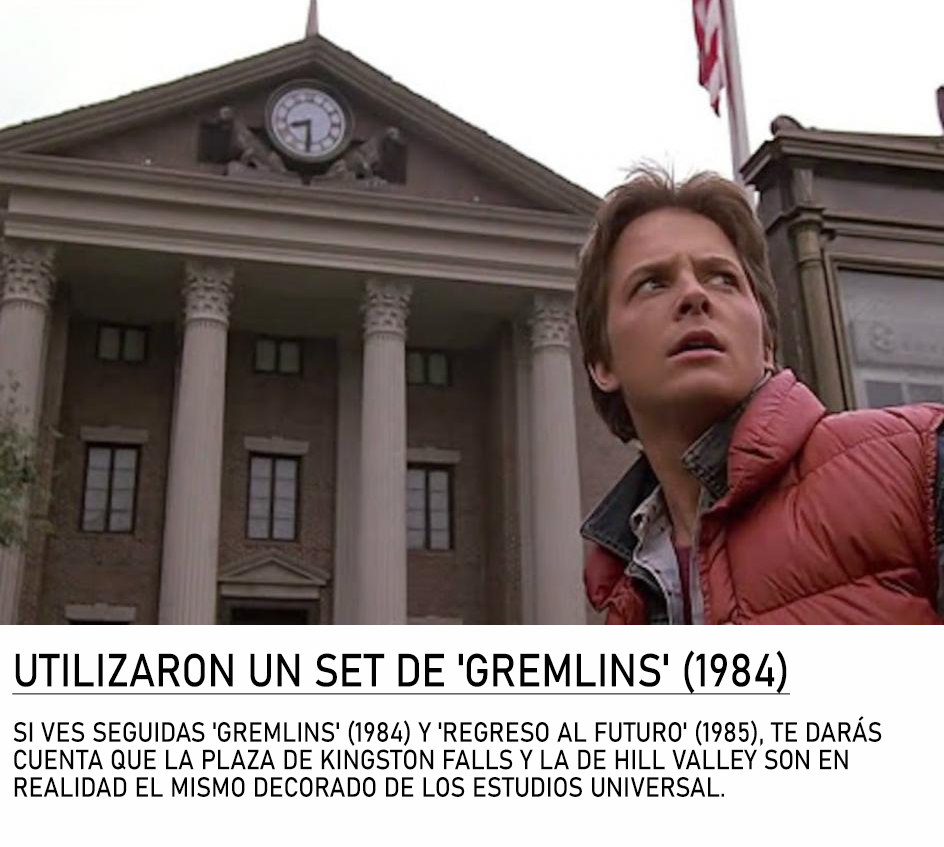 UTILIZARON UN SET DE 'GREMLINS' (1984)
SI VES SEGUIDAS 'GREMLINS' (1984) Y 'REGRESO AL FUTURO' (1985), TE DARÁS
CUENTA QUE LA PLAZA DE KINGSTON FALLS Y LA DE HILL VALLEY SON EN
REALIDAD EL MISMO DECORADO DE LOS ESTUDIOS UNIVERSAL.